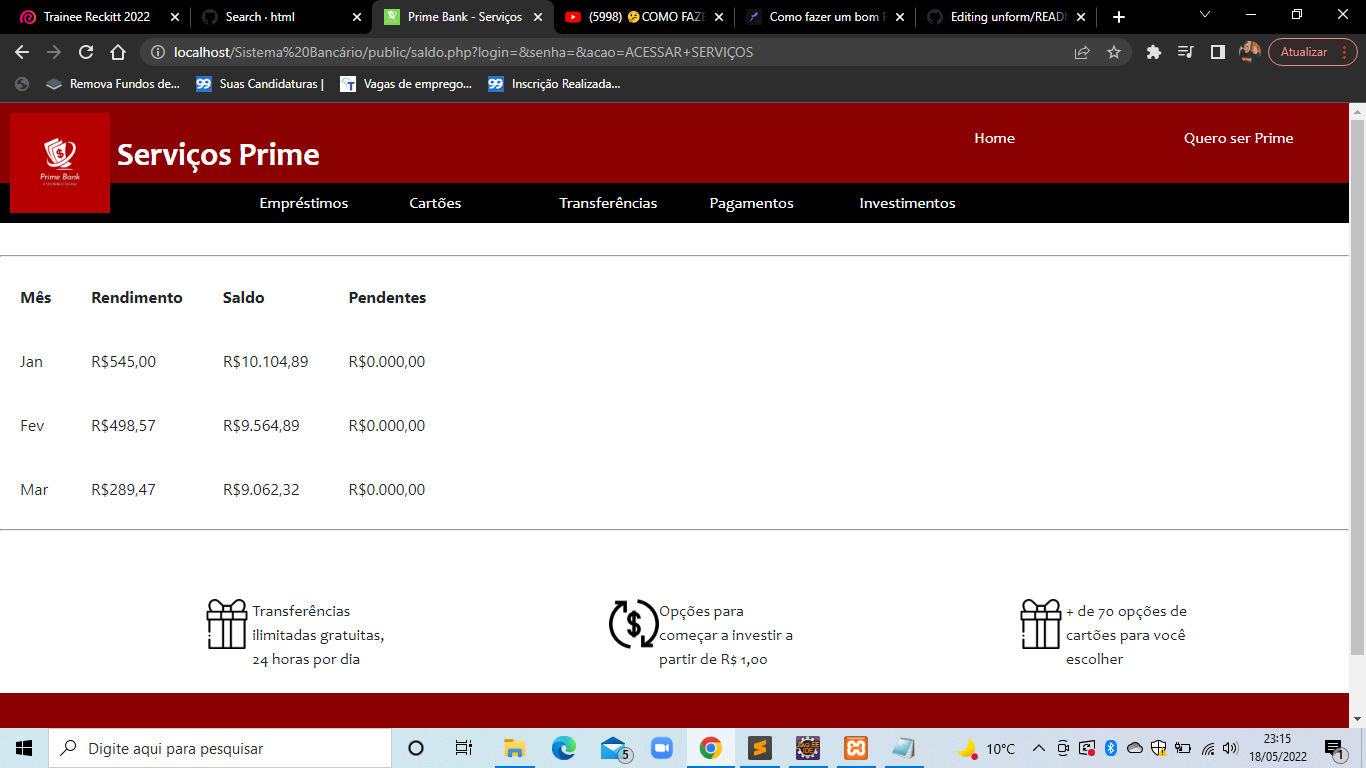 Trainee Reckitt 2022
Search · html
Prime Bank - Serviços
(5998) 🤔COMO FAZE
Como fazer um bom
Editing unform/READ
localhost/Sistema%20Bancário/public/saldo.php?login=&senha=&acao=ACESSAR+SERVIÇOS
Atualizar
Remova Fundos de...
99 Suas Candidaturas |
Vagas de emprego...
99 Inscrição Realizada...
Prime Bank
Serviços Prime
Home
Quero ser Prime
Empréstimos
Cartões
Transferências
Pagamentos
Investimentos
Mês Rendimento Saldo Pendentes
Jan R$545,00 R$10.104,89 R$0.000,00
Fev R$498,57 R$9.564,89 R$0.000,00
Mar R$289,47 R$9.062,32 R$0.000,00
Transferências
ilimitadas gratuitas,
24 horas por dia
Opções para
começar a investir a
partir de R$ 1,00
+ de 70 opções de
cartões para você
escolher
Digite aqui para pesquisar
5
10°C
23:15
18/05/2022
1